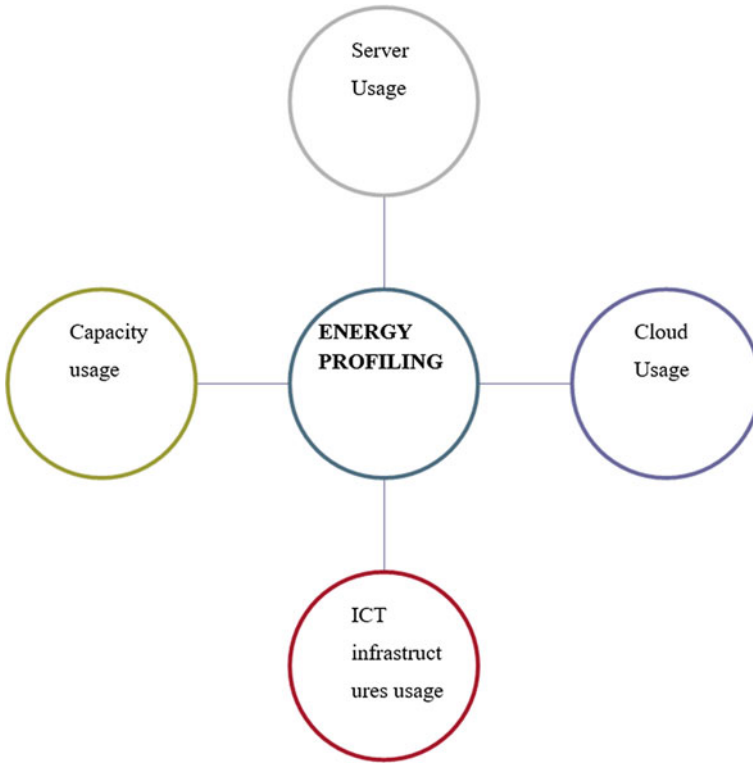 Server
Usage
Capacity
usage
ENERGY
PROFILING
Cloud
Usage
ICT
infrastruct
ures usage